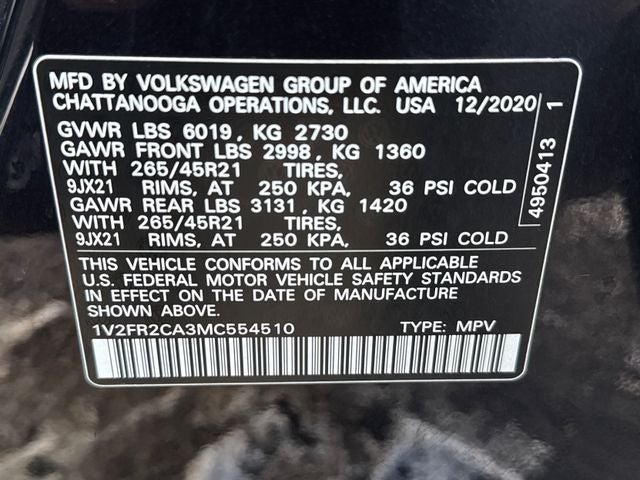 MFD BY VOLKSWAGEN GROUP OF AMERICA
CHATTANOOGA OPERATIONS, LLC. USA 12/2020
GVWR LBS 6019, KG 2730
GAWR FRONT LBS 2998, KG 1360
WITH 265/45R21 TIRES,
9JX21 RIMS, AT 250 KPA, 36 PSI COLD
GAWR REAR LBS 3131, KG 1420
WITH 265/45R21 TIRES,
9JX21 RIMS, AT 250 KPA, 36 PSI COLD
THIS VEHICLE CONFORMS TO ALL APPLICABLE
U.S. FEDERAL MOTOR VEHICLE SAFETY STANDARDS
IN EFFECT ON THE DATE OF MANUFACTURE
SHOWN ABOVE.
1V2FR2CA3MC554510 TYPE: MPV
4950413 1